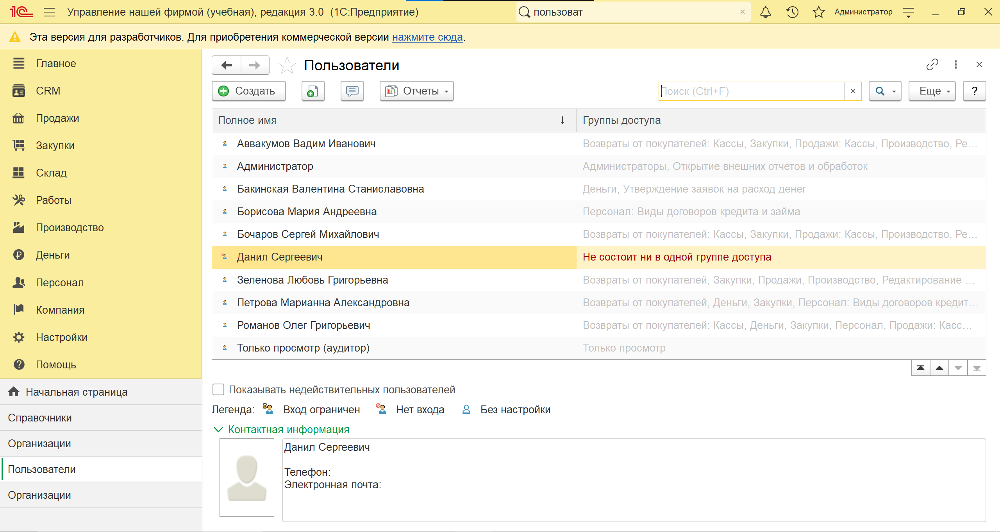 1С Управление нашей фирмой (учебная), редакция 3.0 (1С:Предприятие) пользоват Администратор
Эта версия для разработчиков. Для приобретения коммерческой версии нажмите сюда.
Главное
CRM
Продажи
Закупки
Склад
Работы
Производство
Деньги
Персонал
Компания
Настройки
Помощь
Начальная страница
Справочники
Организации
Пользователи
Организации
Пользователи
Создать Отчеты Поиск (Ctrl+F) Еще ?
Полное имя Группы доступа
Аввакумов Вадим Иванович Возвраты от покупателей: Кассы, Закупки, Продажи: Кассы, Производство, Ре...
Администратор Администраторы, Открытие внешних отчетов и обработок
Бакинская Валентина Станиславовна Деньги, Утверждение заявок на расход денег
Борисова Мария Андреевна Персонал: Виды договоров кредита и займа
Бочаров Сергей Михайлович Возвраты от покупателей: Кассы, Закупки, Продажи: Кассы, Производство, Ре...
Данил Сергеевич Не состоит ни в одной группе доступа
Зеленова Любовь Григорьевна Возвраты от покупателей, Закупки, Продажи, Производство, Редактирование ...
Петрова Марианна Александровна Возвраты от покупателей, Деньги, Закупки, Персонал: Виды договоров кредит...
Романов Олег Григорьевич Возвраты от покупателей: Кассы, Деньги, Закупки, Персонал, Продажи: Касс...
Только просмотр (аудитор) Только просмотр
Показывать недействительных пользователей
Легенда: Вход ограничен Нет входа Без настройки
Контактная информация
Данил Сергеевич
Телефон:
Электронная почта: